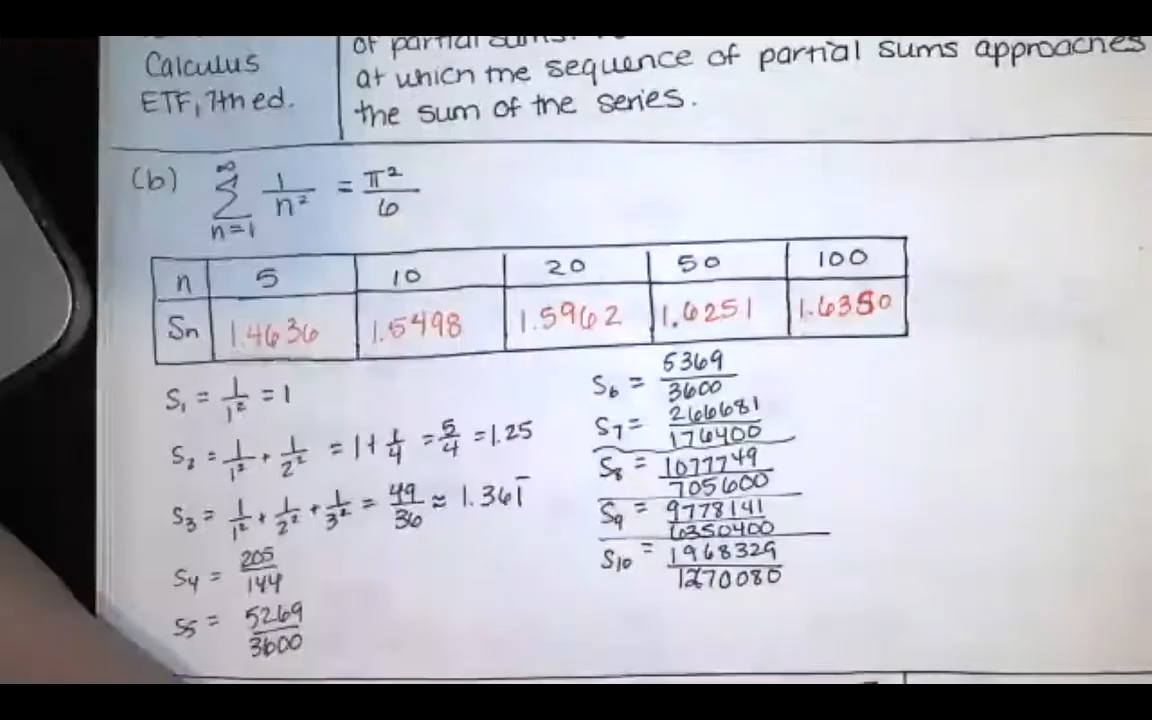 Calculus
ETF, 7th ed.
of partial sums.
at which the sequence of partial sums approaches
the sum of the series.
(b) ∞ Σ n=1 1/n² = π²/6
n 5 10 20 50 100
Sn 1.4636 1.5498 1.5962 1.6251 1.6350
S₁ = 1/1² = 1
S₂ = 1/1² + 1/2² = 1 + 1/4 = 5/4 = 1.25
S₃ = 1/1² + 1/2² + 1/3² = 49/36 ≈ 1.361̅
S₄ = 205/144
S₅ = 5269/3600
S₆ = 5369/3600
S₇ = 266681/176400
S₈ = 1077749/705600
S₉ = 9778141/6350400
S₁₀ = 1968329/1270080